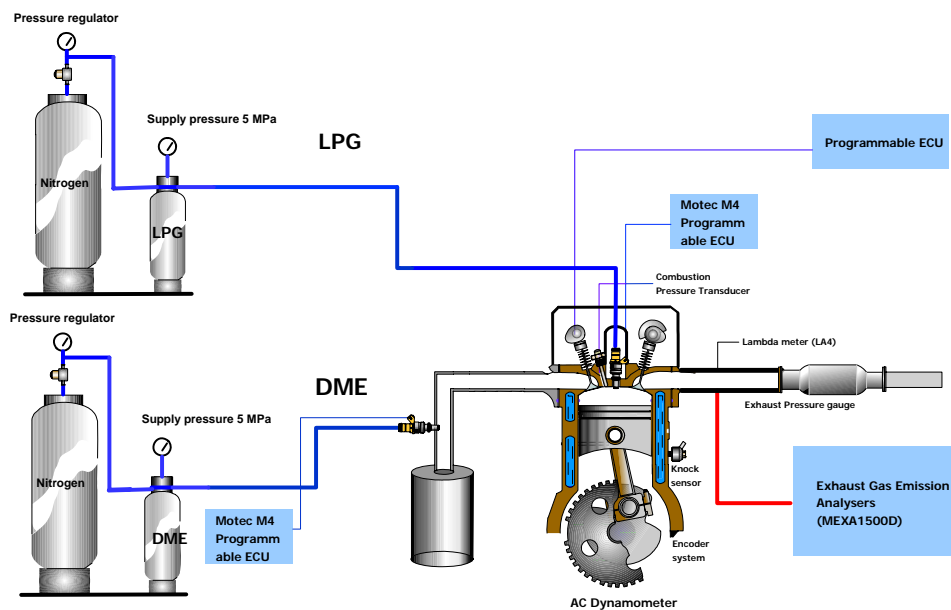 Pressure regulator
Supply pressure 5 MPa
LPG
Programmable ECU
Nitrogen
LPG
Motec M4
Programm
able ECU
Combustion
Pressure Transducer
Pressure regulator
Lambda meter (LA4)
DME
Exhaust Pressure gauge
Supply pressure 5 MPa
Nitrogen
Knock
sensor
Exhaust Gas Emission
Analysers
(MEXA1500D)
DME
Motec M4
Programm
able ECU
Encoder
system
AC Dynamometer